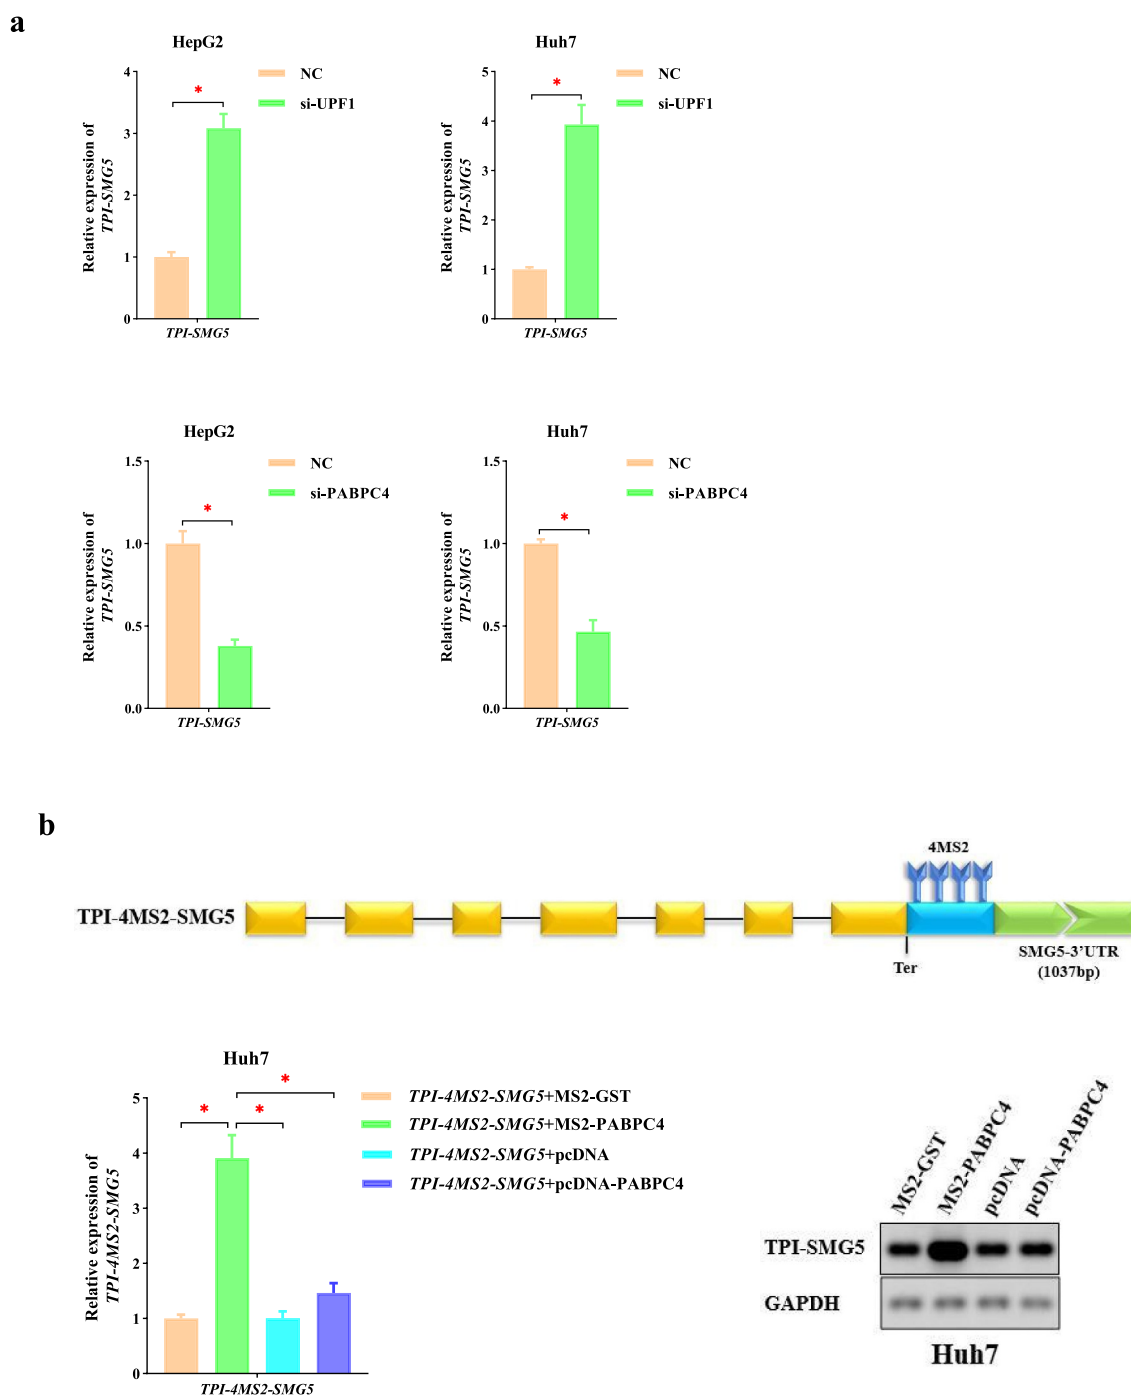 a
HepG2
NC
si-UPF1
Relative expression of
TPI-SMG5
4
3
2
1
0
TPI-SMG5
Huh7
NC
si-UPF1
Relative expression of
TPI-SMG5
5
4
3
2
1
0
TPI-SMG5
HepG2
NC
si-PABPC4
Relative expression of
TPI-SMG5
1.5
1.0
0.5
0.0
TPI-SMG5
Huh7
NC
si-PABPC4
Relative expression of
TPI-SMG5
1.5
1.0
0.5
0.0
TPI-SMG5
b
4MS2
TPI-4MS2-SMG5
Ter
SMG5-3’UTR
(1037bp)
Huh7
TPI-4MS2-SMG5+MS2-GST
TPI-4MS2-SMG5+MS2-PABPC4
TPI-4MS2-SMG5+pcDNA
TPI-4MS2-SMG5+pcDNA-PABPC4
Relative expression of
TPI-4MS2-SMG5
5
4
3
2
1
0
TPI-4MS2-SMG5
MS2-GST
MS2-PABPC4
pcDNA
pcDNA-PABPC4
TPI-SMG5
GAPDH
Huh7